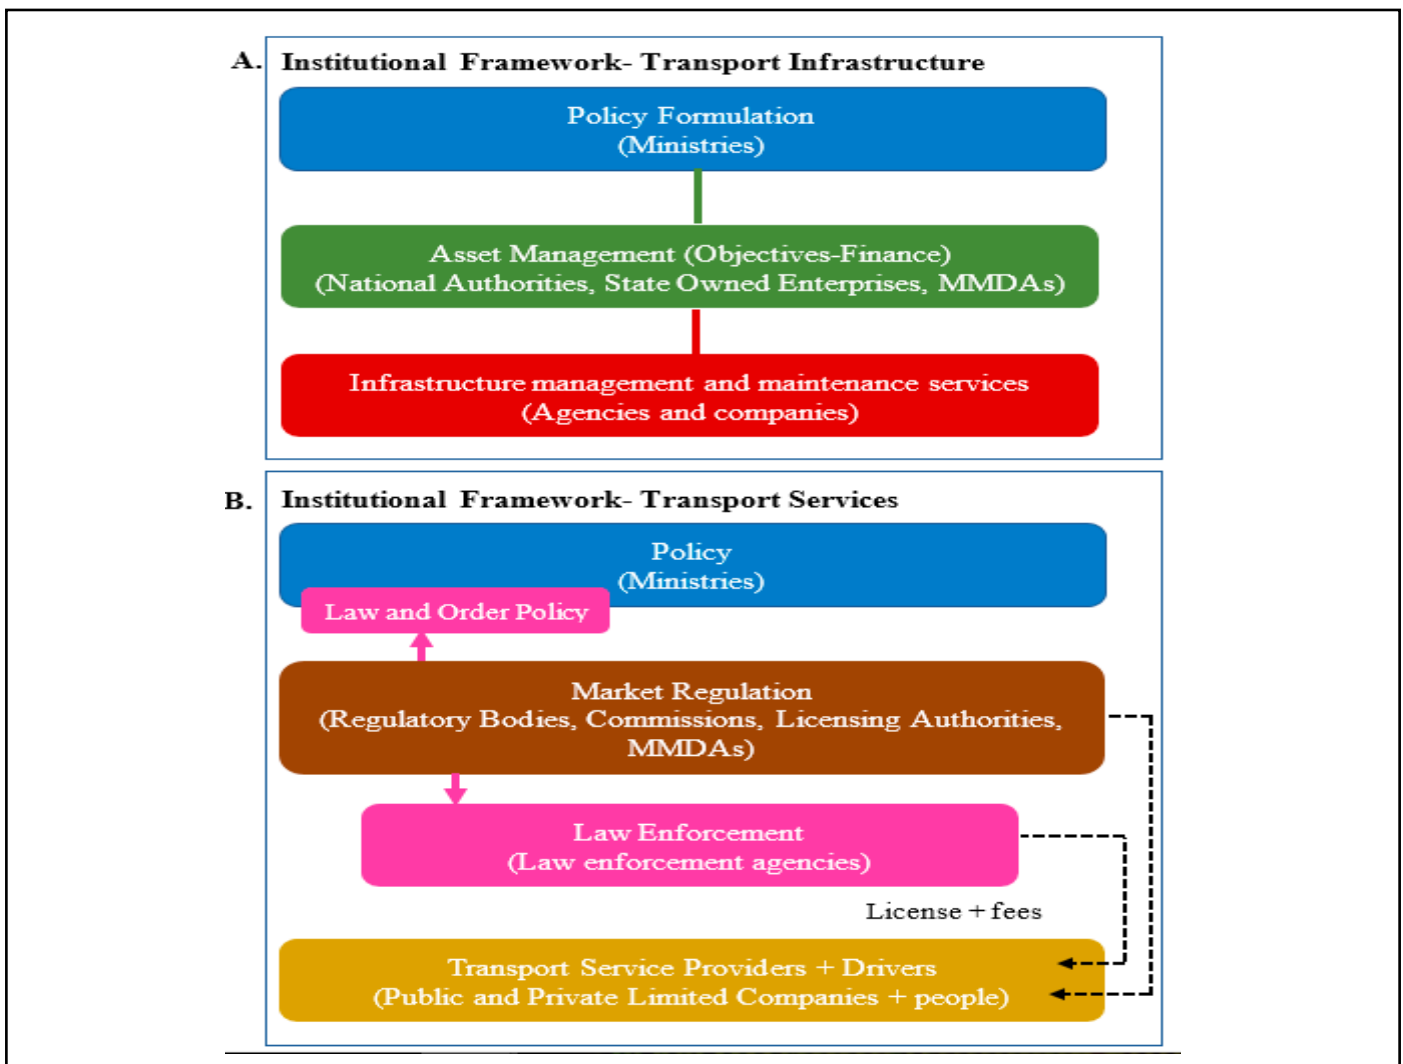 A. Institutional Framework- Transport Infrastructure
Policy Formulation
(Ministries)
Asset Management (Objectives-Finance)
(National Authorities, State Owned Enterprises, MMDAs)
Infrastructure management and maintenance services
(Agencies and companies)
B. Institutional Framework- Transport Services
Policy
(Ministries)
Law and Order Policy
Market Regulation
(Regulatory Bodies, Commissions, Licensing Authorities,
MMDAs)
Law Enforcement
(Law enforcement agencies)
License + fees
Transport Service Providers + Drivers
(Public and Private Limited Companies + people)